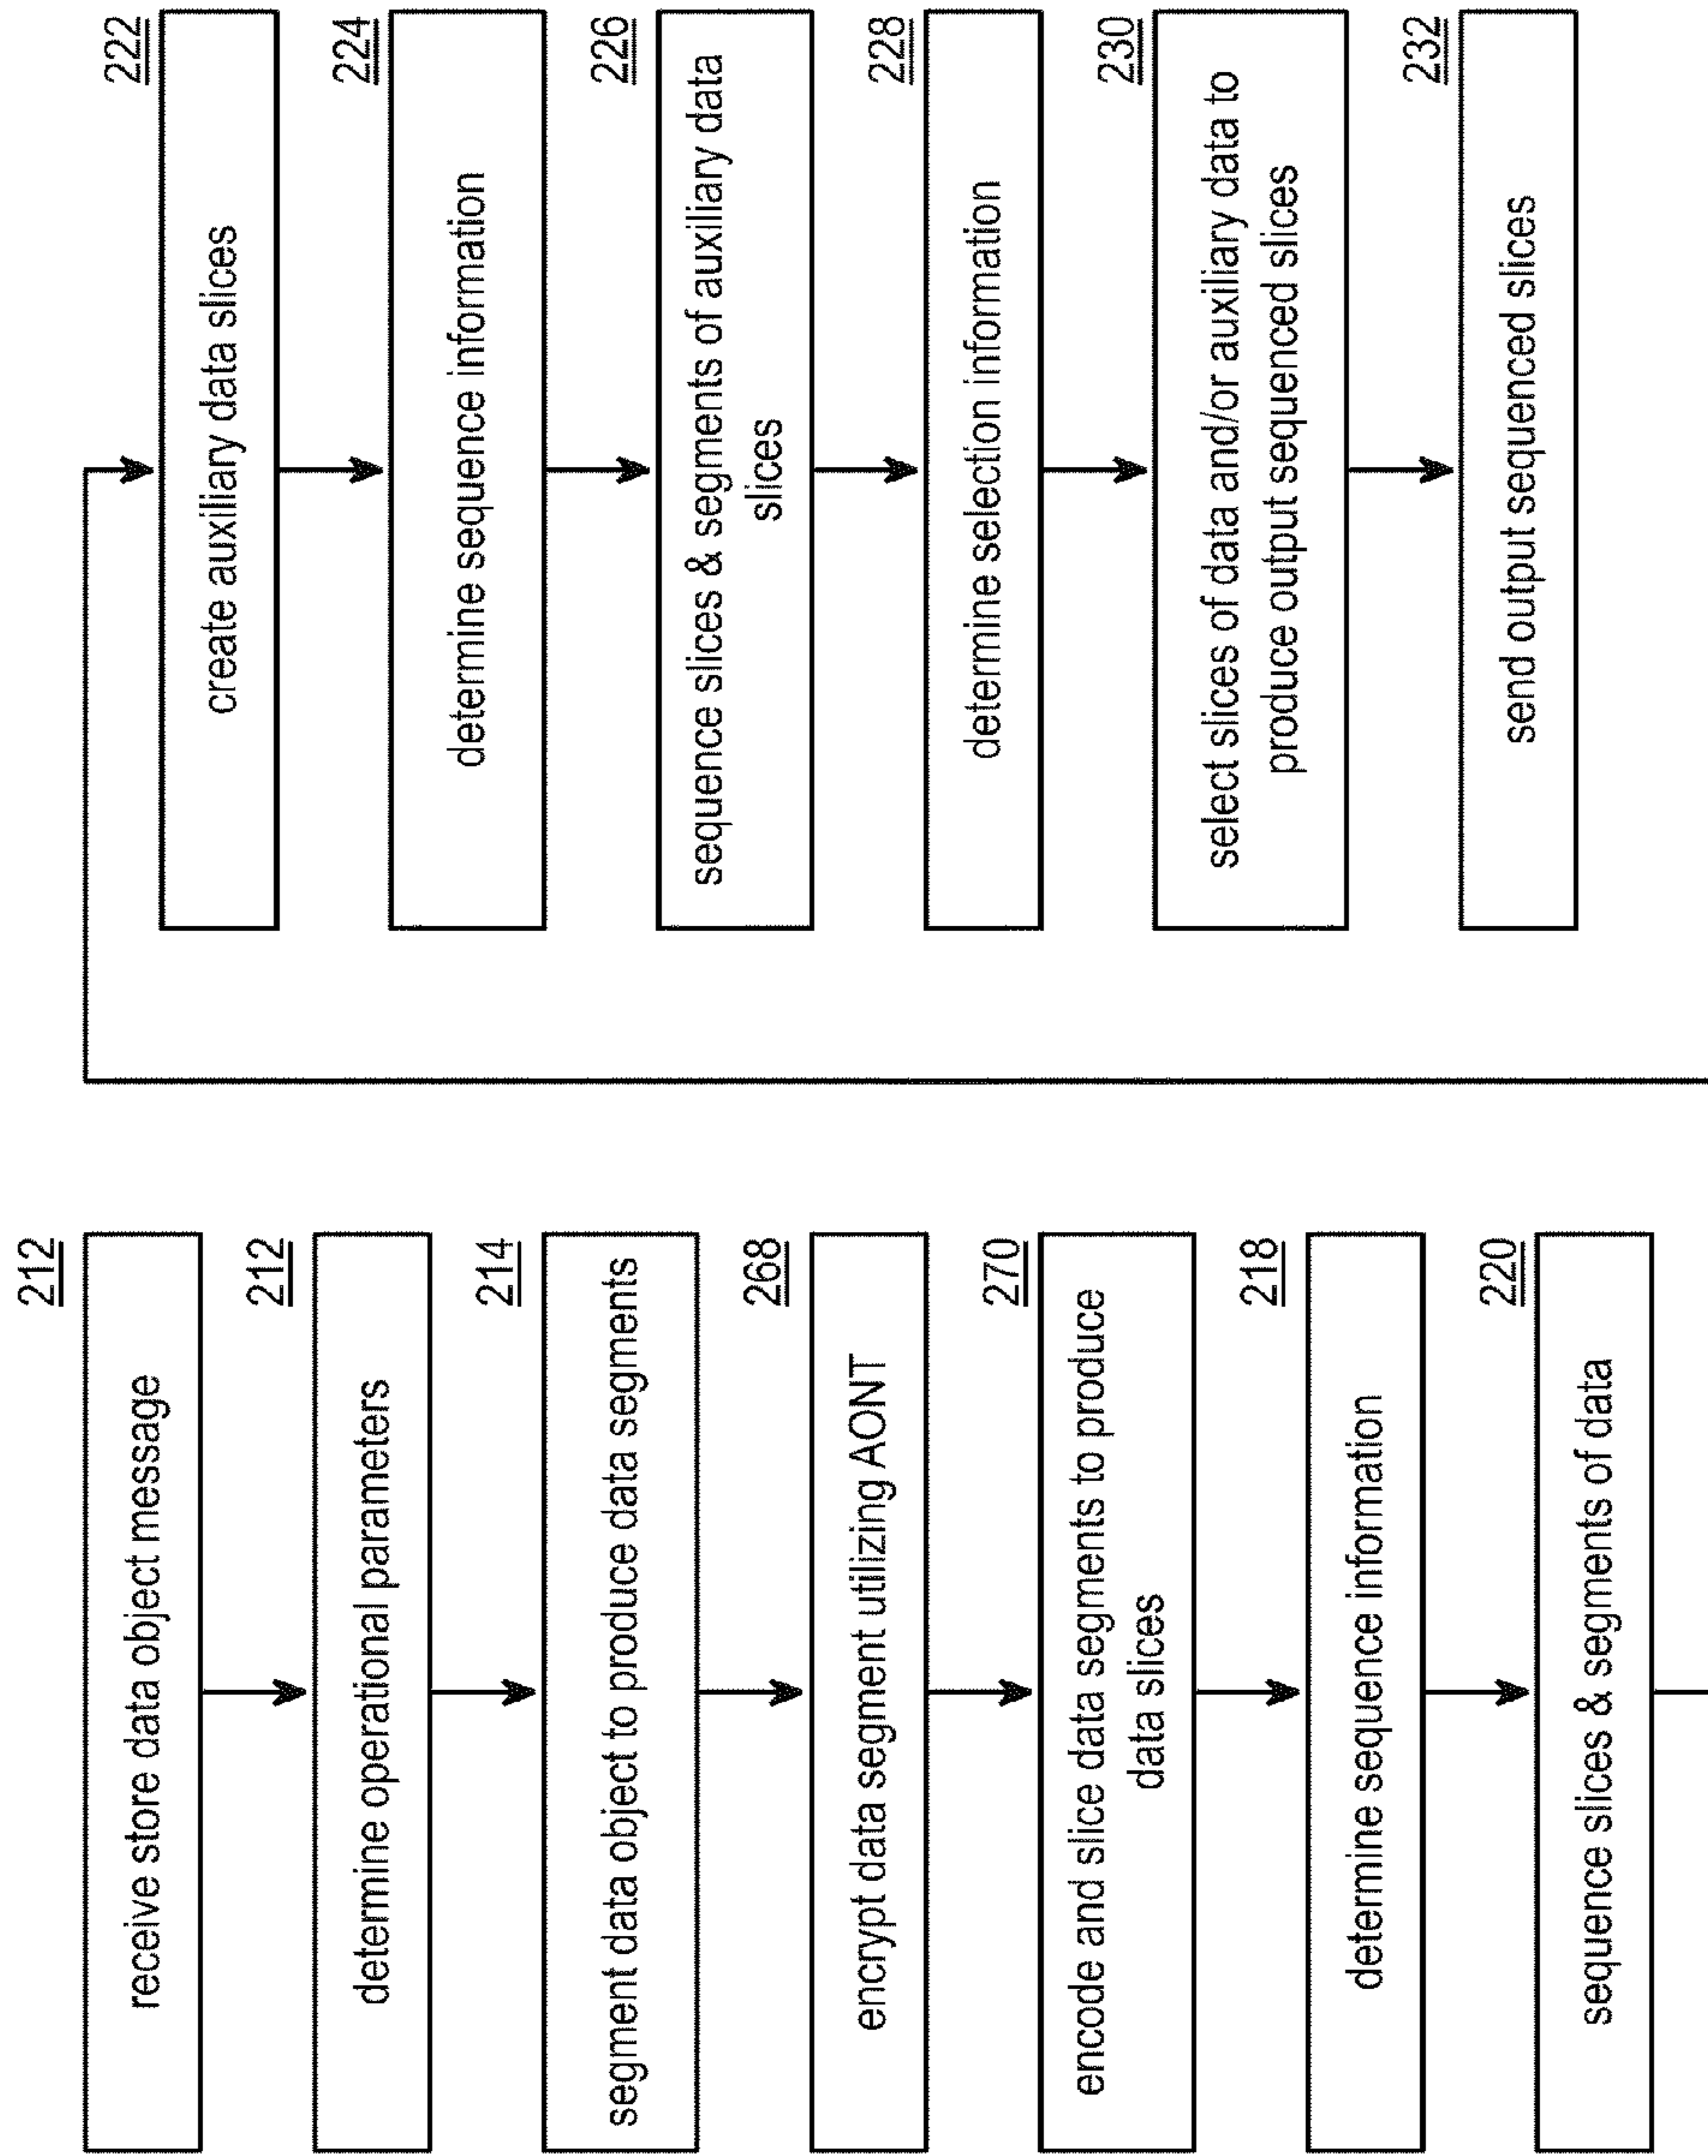 212
receive store data object message
212
determine operational parameters
214
segment data object to produce data segments
268
encrypt data segment utilizing AONT
270
encode and slice data segments to produce
data slices
218
determine sequence information
220
sequence slices & segments of data
222
create auxiliary data slices
224
determine sequence information
226
sequence slices & segments of auxiliary data
slices
228
determine selection information
230
select slices of data and/or auxiliary data to
produce output sequenced slices
232
send output sequenced slices